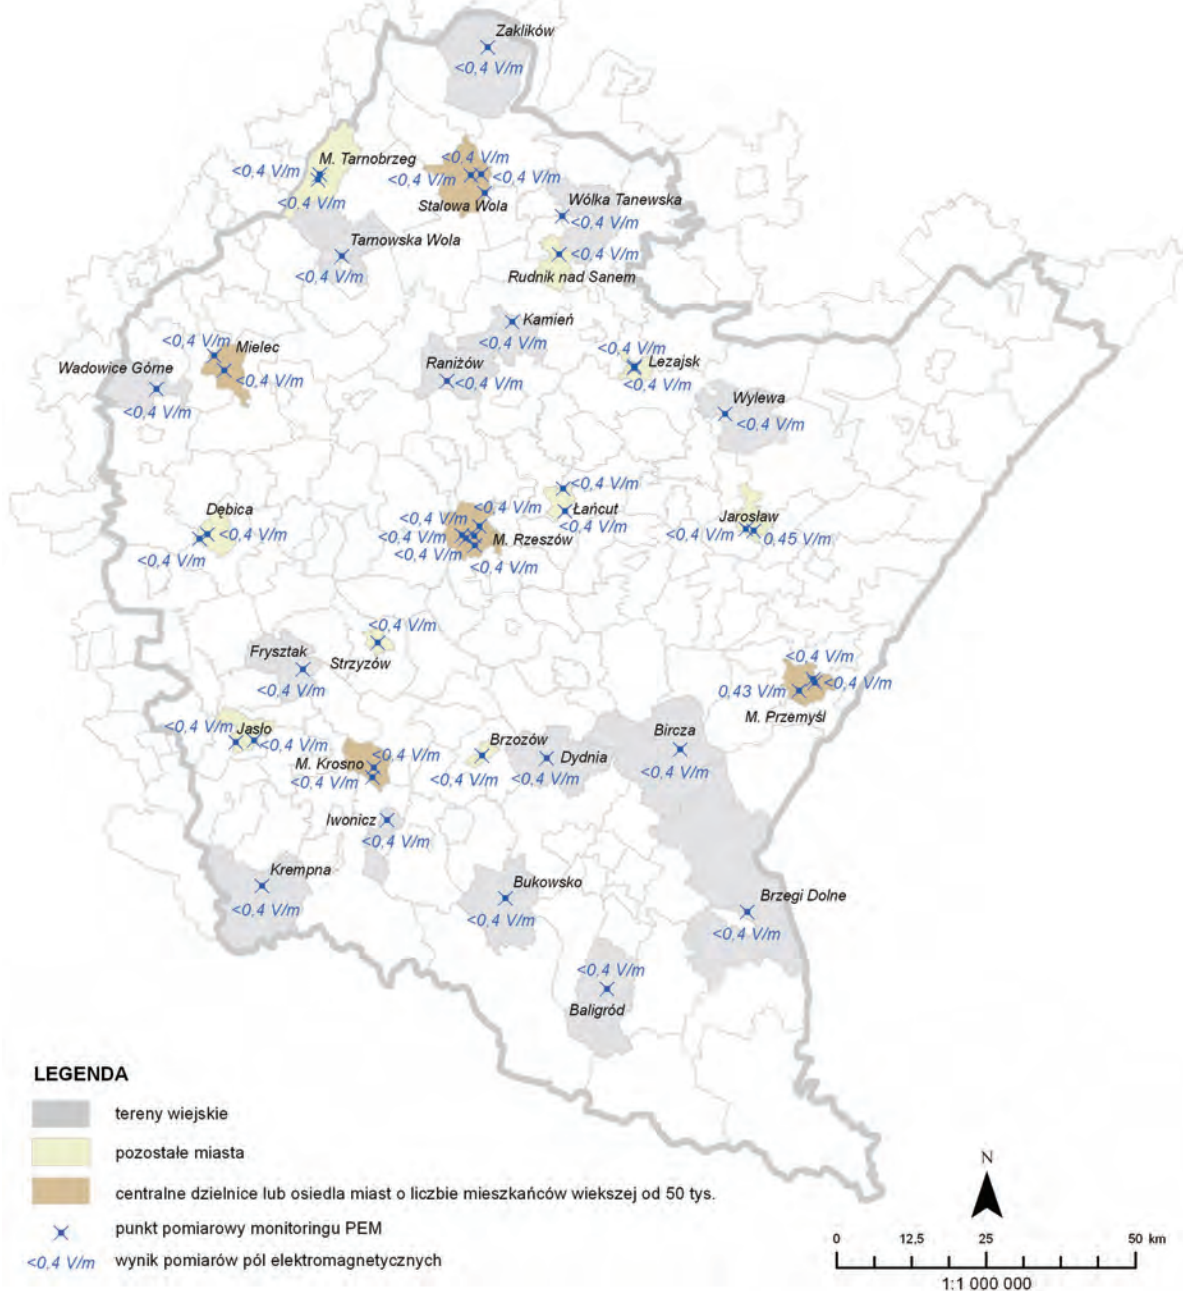 Zaklików
<0,4 V/m
M. Tarnobrzeg
<0,4 V/m
<0,4 V/m
<0,4 V/m
<0,4 V/m
<0,4 V/m
Stalowa Wola
Wólka Tanewska
<0,4 V/m
Tarnowska Wola
<0,4 V/m
<0,4 V/m
Rudnik nad Sanem
Kamień
<0,4 V/m
<0,4 V/m
Mielec
<0,4 V/m
Wadowice Górne
<0,4 V/m
Raniżów
<0,4 V/m
<0,4 V/m
Leżajsk
<0,4 V/m
Wylewa
<0,4 V/m
Dębica
<0,4 V/m
<0,4 V/m
<0,4 V/m
<0,4 V/m
<0,4 V/m
M. Rzeszów
<0,4 V/m
<0,4 V/m
<0,4 V/m
Łańcut
<0,4 V/m
Jarosław
<0,4 V/m
0,45 V/m
<0,4 V/m
Strzyżów
Frysztak
<0,4 V/m
<0,4 V/m
0,43 V/m
<0,4 V/m
M. Przemyśl
<0,4 V/m
Jasło
<0,4 V/m
<0,4 V/m
M. Krosno
<0,4 V/m
Brzozów
<0,4 V/m
Dydnia
<0,4 V/m
Bircza
<0,4 V/m
Iwonicz
<0,4 V/m
Krempna
<0,4 V/m
Bukowsko
<0,4 V/m
Brzegi Dolne
<0,4 V/m
<0,4 V/m
Baligród
LEGENDA
tereny wiejskie
pozostałe miasta
centralne dzielnice lub osiedla miast o liczbie mieszkańców wiekszej od 50 tys.
punkt pomiarowy monitoringu PEM
<0,4 V/m wynik pomiarów pól elektromagnetycznych
N
0 12,5 25 50 km
1:1 000 000